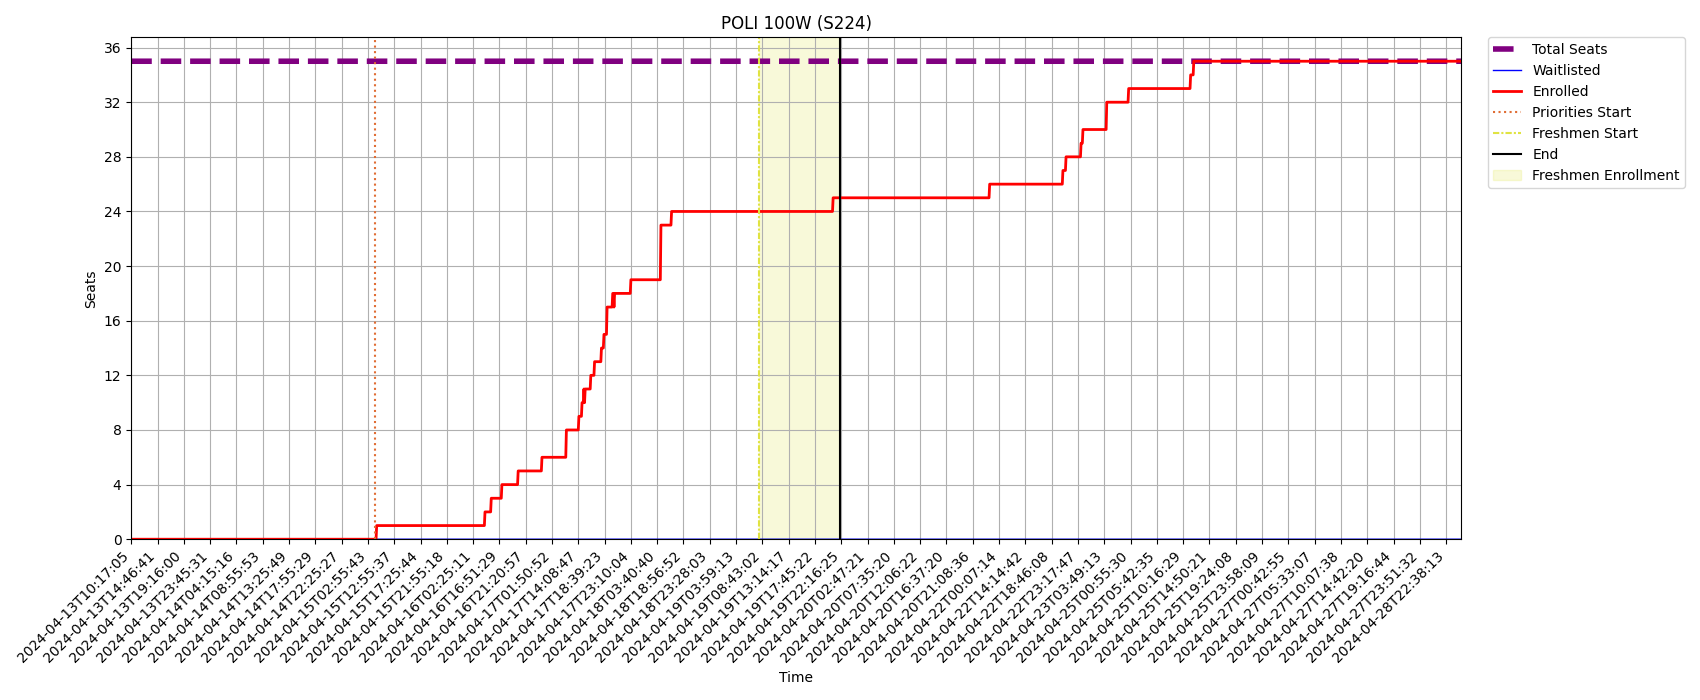 POLI 100W (S224)
36
32
28
24
20
16
12
8
4
0
Seats
Total Seats
Waitlisted
Enrolled
Priorities Start
Freshmen Start
End
Freshmen Enrollment
2024-04-13T10:17:05
2024-04-13T14:46:41
2024-04-13T19:16:00
2024-04-13T23:45:31
2024-04-14T04:15:16
2024-04-14T08:55:53
2024-04-14T13:25:49
2024-04-14T17:55:29
2024-04-14T22:25:27
2024-04-15T02:55:43
2024-04-15T12:55:37
2024-04-15T17:25:44
2024-04-15T21:55:18
2024-04-16T02:25:11
2024-04-16T16:51:29
2024-04-16T21:20:57
2024-04-17T01:50:52
2024-04-17T14:08:47
2024-04-17T18:39:23
2024-04-17T23:10:04
2024-04-18T03:40:40
2024-04-18T18:56:52
2024-04-18T23:28:03
2024-04-19T03:59:13
2024-04-19T08:43:02
2024-04-19T13:14:17
2024-04-19T17:45:22
2024-04-19T22:16:25
2024-04-20T02:47:21
2024-04-20T07:35:20
2024-04-20T12:06:22
2024-04-20T16:37:20
2024-04-20T21:08:36
2024-04-22T00:07:14
2024-04-22T14:14:42
2024-04-22T18:46:08
2024-04-22T23:17:47
2024-04-23T03:49:13
2024-04-25T00:55:30
2024-04-25T05:42:35
2024-04-25T10:16:29
2024-04-25T14:50:21
2024-04-25T19:24:08
2024-04-25T23:58:09
2024-04-27T00:42:55
2024-04-27T05:33:07
2024-04-27T10:07:38
2024-04-27T14:42:20
2024-04-27T19:16:44
2024-04-27T23:51:32
2024-04-28T22:38:13
Time